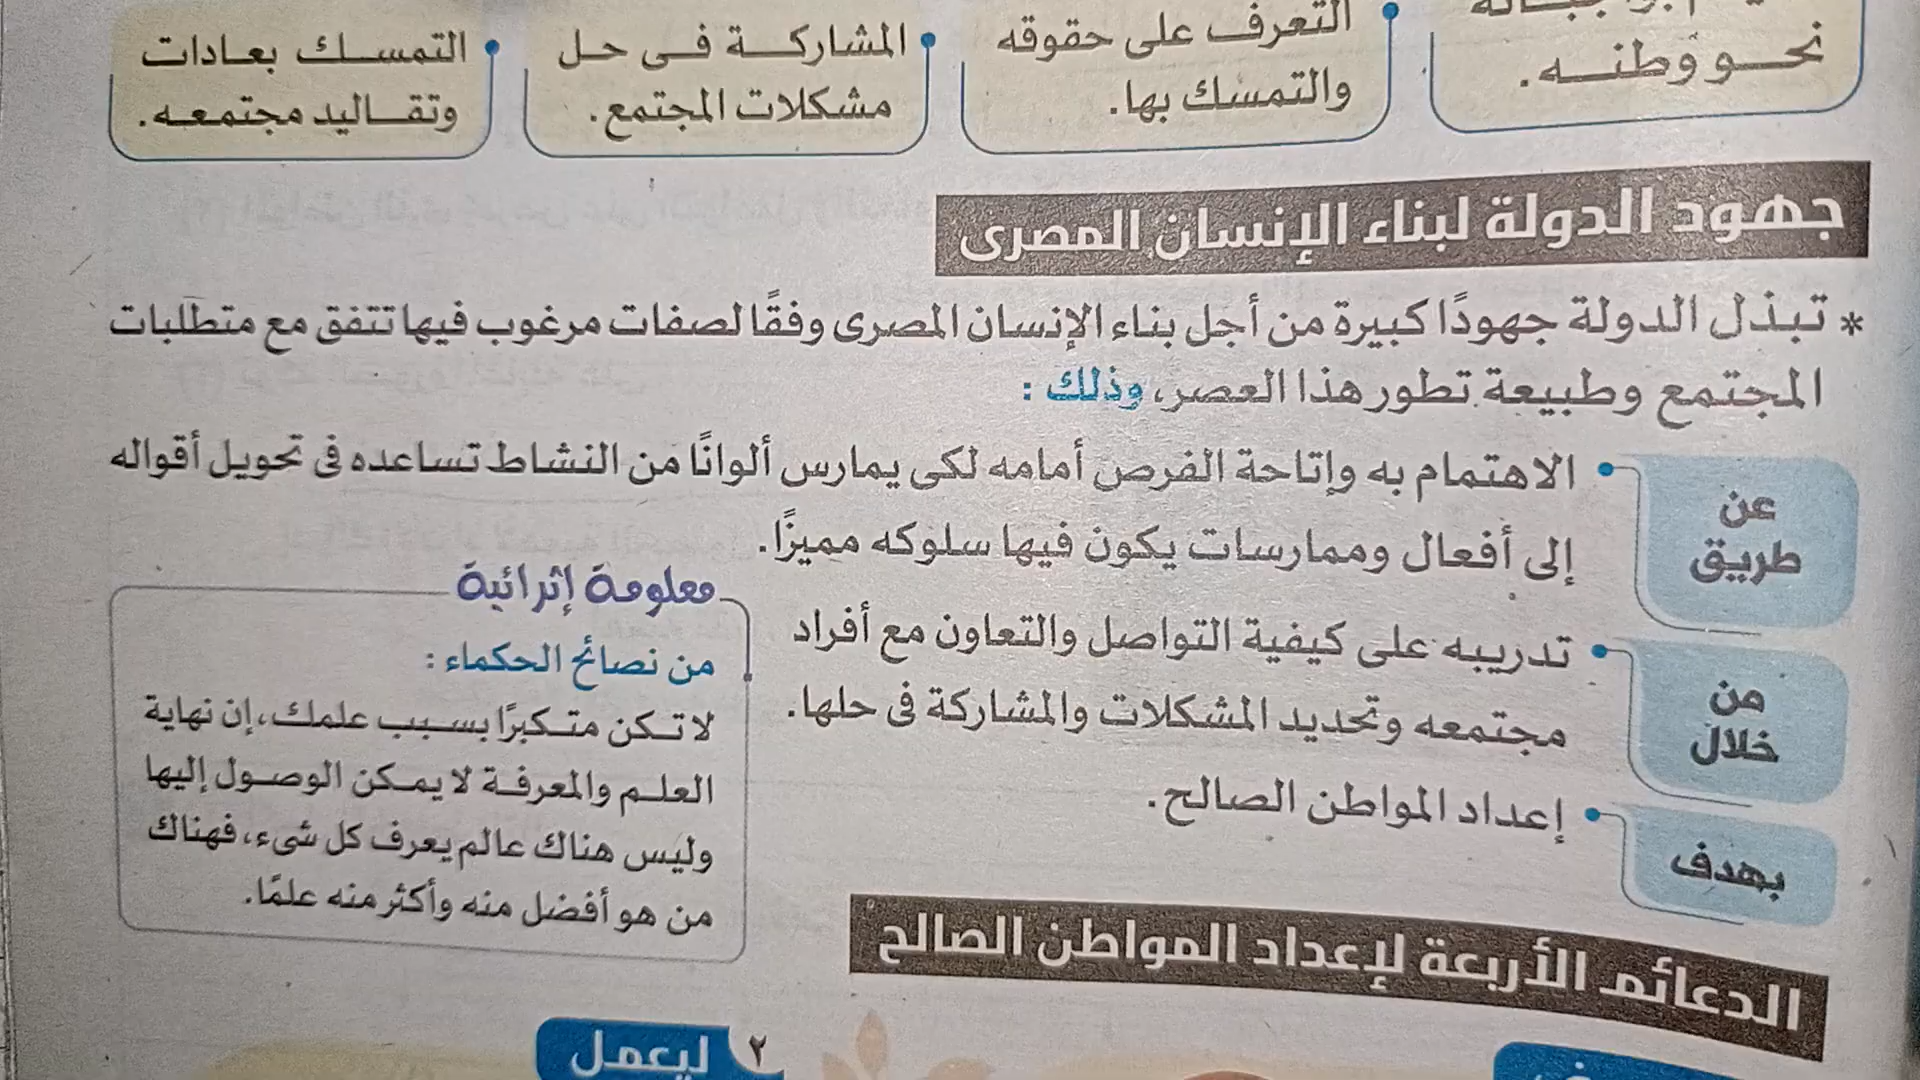 نحو وطنه.
التعرف على حقوقه
والتمسك بها.
المشاركة فى حل
مشكلات المجتمع.
التمسك بعادات
وتقاليد مجتمعه.
جهود الدولة لبناء الإنسان المصرى
* تبذل الدولة جهودًا كبيرة من أجل بناء الإنسان المصرى وفقًا لصفات مرغوب فيها تتفق مع متطلبات
المجتمع وطبيعة تطور هذا العصر، وذلك :
عن
طريق
• الاهتمام به وإتاحة الفرص أمامه لكى يمارس ألوانًا من النشاط تساعده فى تحويل أقواله
إلى أفعال وممارسات يكون فيها سلوكه مميزًا.
من
خلال
• تدريبه على كيفية التواصل والتعاون مع أفراد
مجتمعه وتحديد المشكلات والمشاركة فى حلها.
بهدف
• إعداد المواطن الصالح.
معلومة إثرائية
من نصائح الحكماء :
لا تكن متكبرًا بسبب علمك، إن نهاية
العلم والمعرفة لا يمكن الوصول إليها
وليس هناك عالم يعرف كل شىء، فهناك
من هو أفضل منه وأكثر منه علمًا.
الدعائم الأربعة لإعداد المواطن الصالح
٢ ليعمل